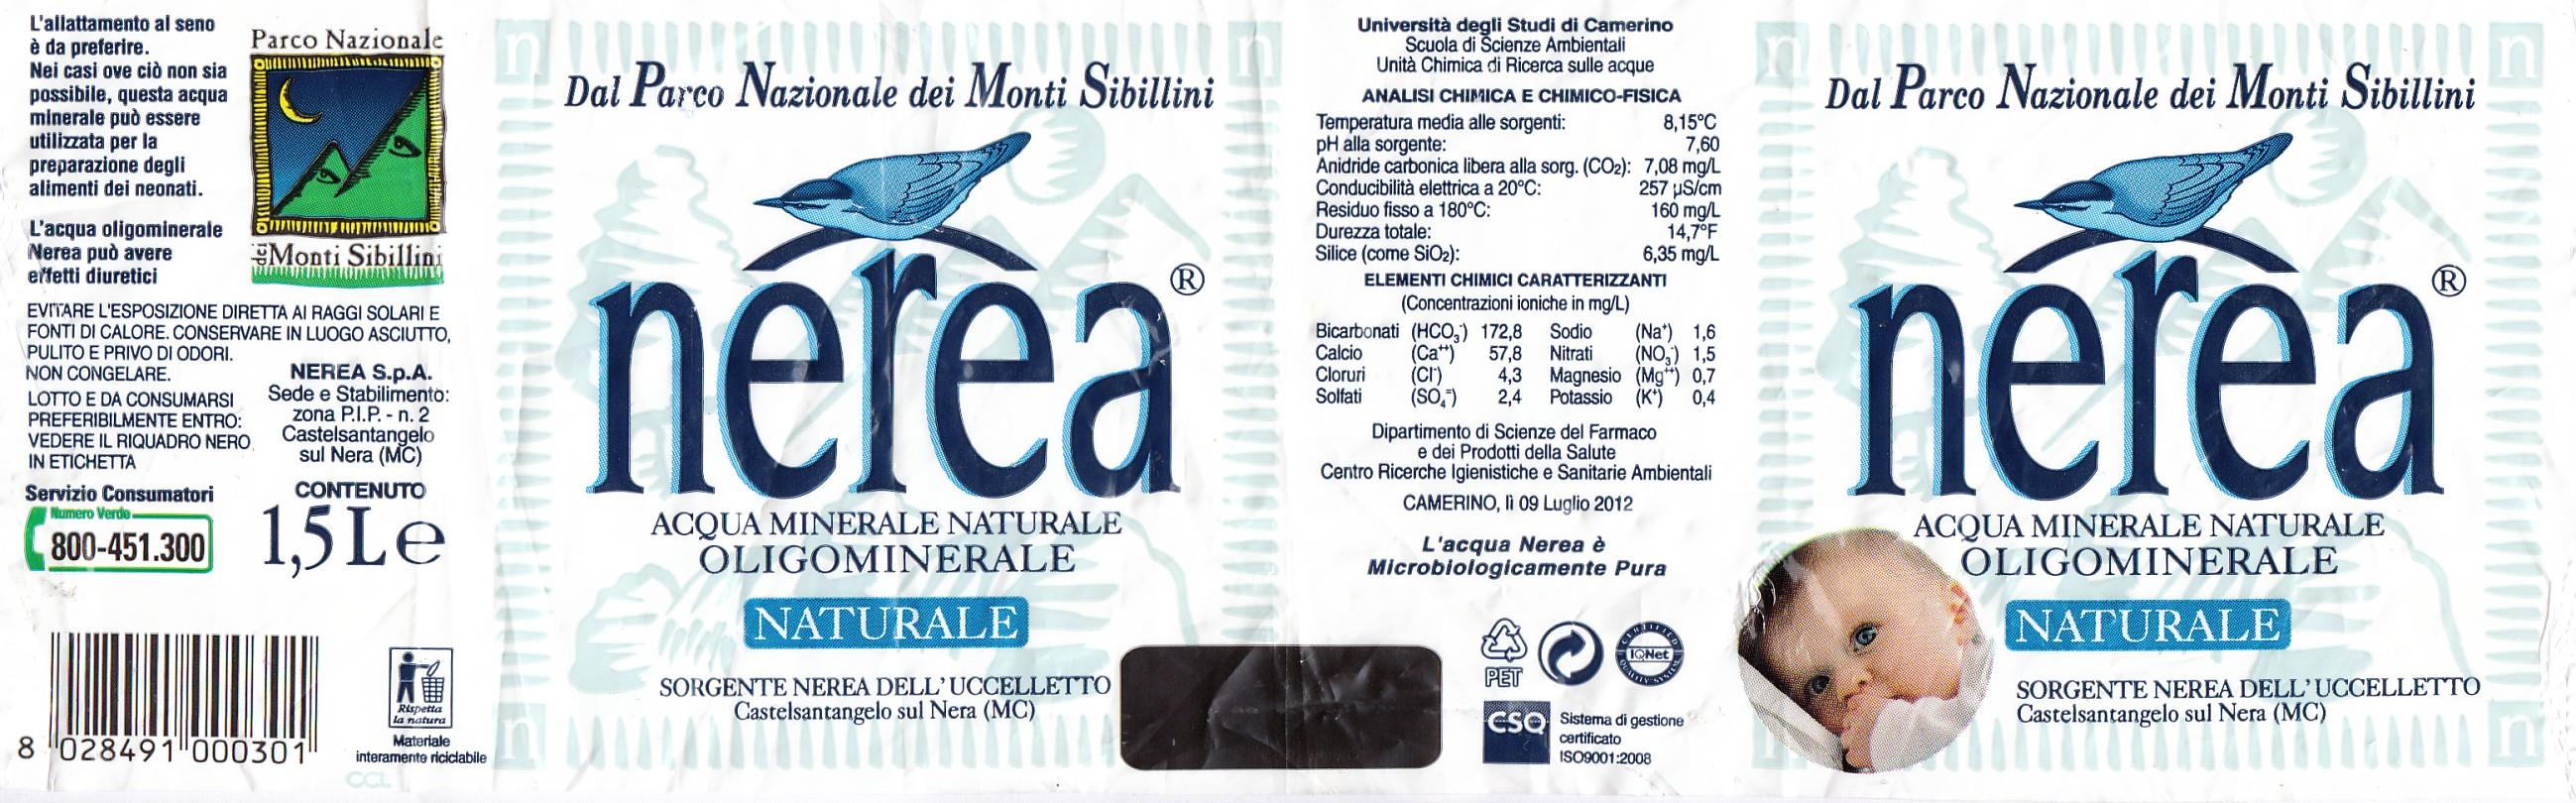 L'allattamento al seno
è da preferire.
Nei casi ove ciò non sia
possibile, questa acqua
minerale può essere
utilizzata per la
preparazione degli
alimenti dei neonati.
L'acqua oligominerale
Nerea può avere
effetti diuretici
Parco Nazionale
dei Monti Sibillini
EVITARE L'ESPOSIZIONE DIRETTA AI RAGGI SOLARI E
FONTI DI CALORE. CONSERVARE IN LUOGO ASCIUTTO,
PULITO E PRIVO DI ODORI.
NON CONGELARE.
LOTTO E DA CONSUMARSI
PREFERIBILMENTE ENTRO:
VEDERE IL RIQUADRO NERO
IN ETICHETTA
NEREA S.p.A.
Sede e Stabilimento:
zona P.I.P. - n. 2
Castelsantangelo
sul Nera (MC)
Servizio Consumatori
Numero Verde
800-451.300
CONTENUTO
1,5 L e
8 028491 000301
Rispetta
la natura
Materiale
interamente riciclabile
CCL
n n
Dal Parco Nazionale dei Monti Sibillini
nerea ®
ACQUA MINERALE NATURALE
OLIGOMINERALE
NATURALE
SORGENTE NEREA DELL'UCCELLETTO
Castelsantangelo sul Nera (MC)
n
Università degli Studi di Camerino
Scuola di Scienze Ambientali
Unità Chimica di Ricerca sulle acque
ANALISI CHIMICA E CHIMICO-FISICA
Temperatura media alle sorgenti: 8,15°C
pH alla sorgente: 7,60
Anidride carbonica libera alla sorg. (CO₂): 7,08 mg/L
Conducibilità elettrica a 20°C: 257 µS/cm
Residuo fisso a 180°C: 160 mg/L
Durezza totale: 14,7°F
Silice (come SiO₂): 6,35 mg/L
ELEMENTI CHIMICI CARATTERIZZANTI
(Concentrazioni ioniche in mg/L)
Bicarbonati (HCO₃⁻) 172,8 Sodio (Na⁺) 1,6
Calcio (Ca⁺⁺) 57,8 Nitrati (NO₃⁻) 1,5
Cloruri (Cl⁻) 4,3 Magnesio (Mg⁺⁺) 0,7
Solfati (SO₄⁼) 2,4 Potassio (K⁺) 0,4
Dipartimento di Scienze del Farmaco
e dei Prodotti della Salute
Centro Ricerche Igienistiche e Sanitarie Ambientali
CAMERINO, lì 09 Luglio 2012
L'acqua Nerea è
Microbiologicamente Pura
PET
CERTIFIED
IQNet
QUALITY SYSTEM
CSQ
Sistema di gestione
certificato
ISO9001:2008
n n
Dal Parco Nazionale dei Monti Sibillini
nerea ®
ACQUA MINERALE NATURALE
OLIGOMINERALE
NATURALE
SORGENTE NEREA DELL'UCCELLETTO
Castelsantangelo sul Nera (MC)
n n